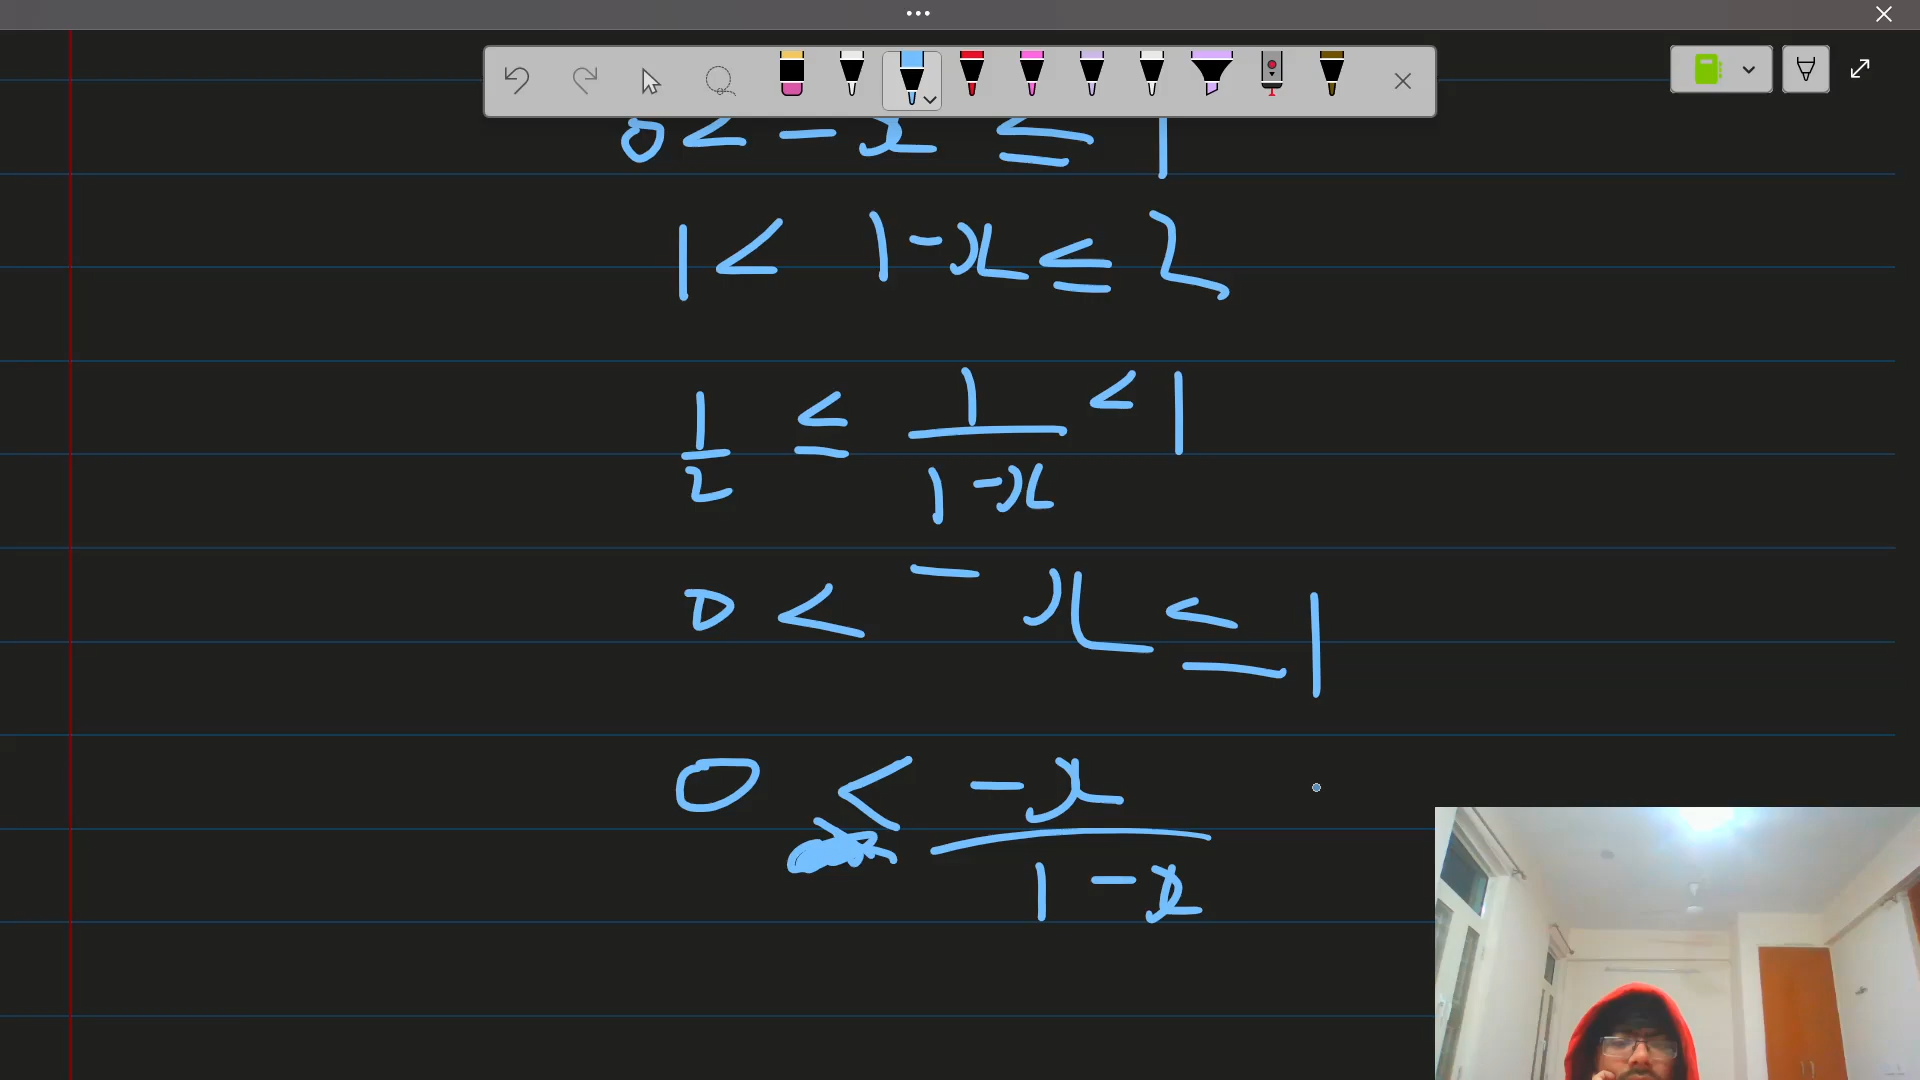 0 < - x ≤ 1
1 < 1 - x ≤ 2
1/2 ≤ 1/(1 - x) < 1
0 < - x ≤ 1
0 < - x/(1 - x)